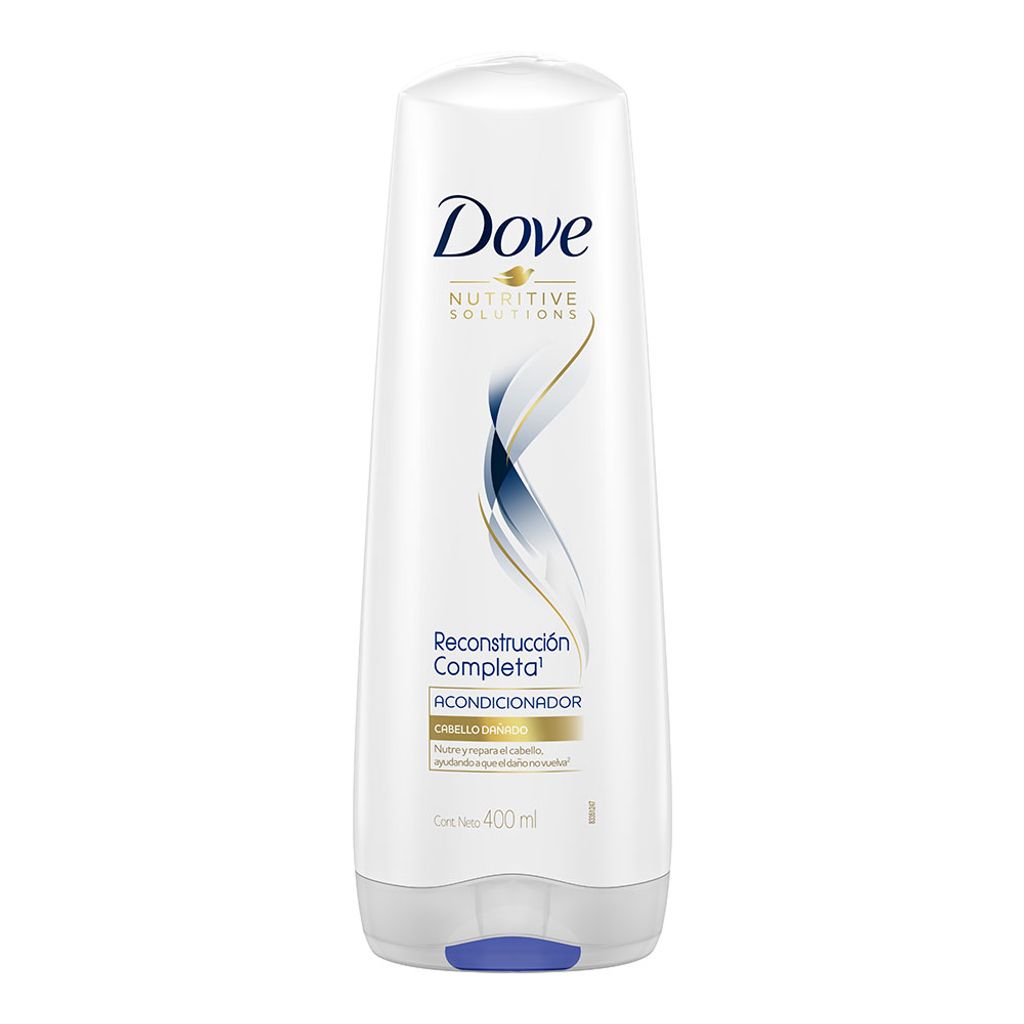 Dove
NUTRITIVE
SOLUTIONS
Reconstrucción
Completa¹
ACONDICIONADOR
CABELLO DAÑADO
Nutre y repara el cabello,
ayudando a que el daño no vuelva²
Cont. Neto 400 ml